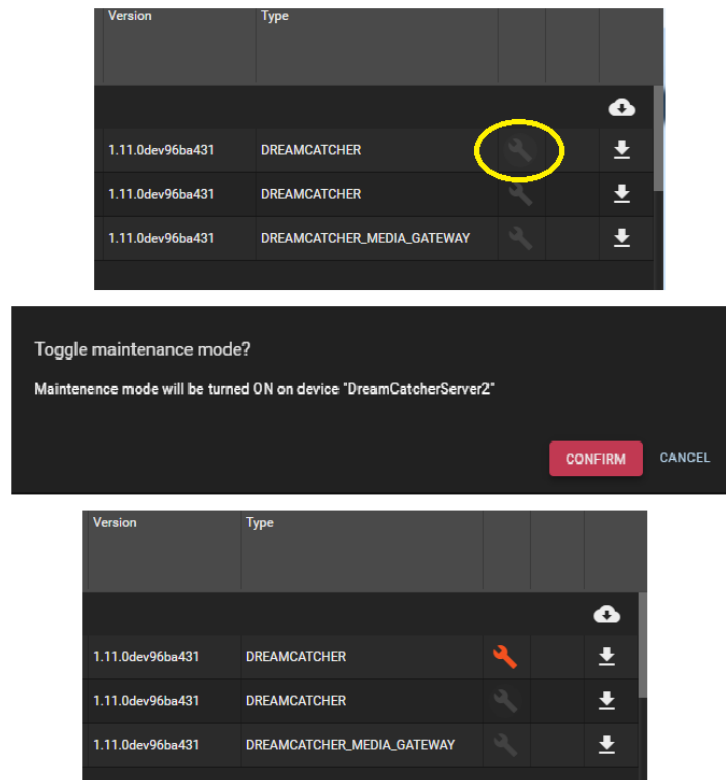 Version Type
1.11.0dev96ba431 DREAMCATCHER
1.11.0dev96ba431 DREAMCATCHER
1.11.0dev96ba431 DREAMCATCHER_MEDIA_GATEWAY
Toggle maintenance mode?
Maintenence mode will be turned ON on device "DreamCatcherServer2"
CONFIRM CANCEL
Version Type
1.11.0dev96ba431 DREAMCATCHER
1.11.0dev96ba431 DREAMCATCHER
1.11.0dev96ba431 DREAMCATCHER_MEDIA_GATEWAY